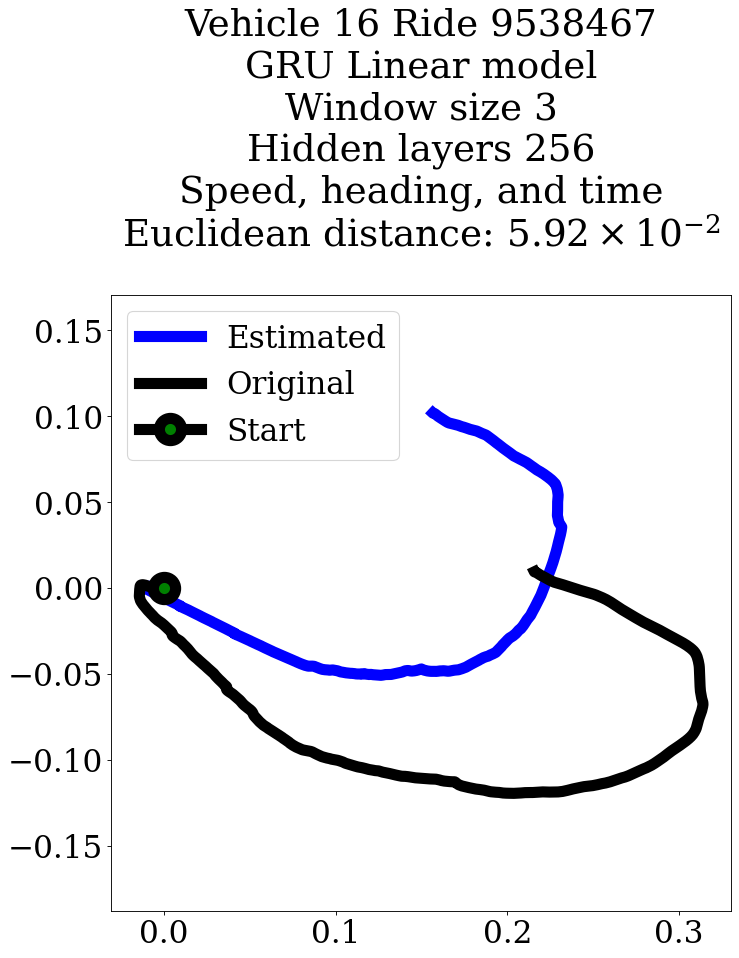 Vehicle 16 Ride 9538467
GRU Linear model
Window size 3
Hidden layers 256
Speed, heading, and time
Euclidean distance: 5.92 × 10⁻²
Estimated
Original
Start
0.15
0.10
0.05
0.00
−0.05
−0.10
−0.15
0.0 0.1 0.2 0.3